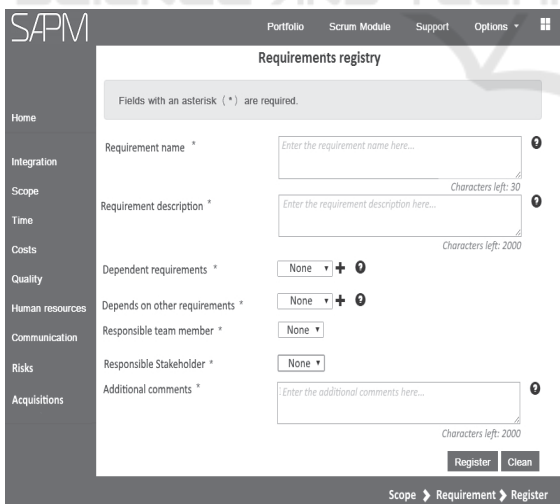 SAPM
Portfolio Scrum Module Support Options
Requirements registry
Fields with an asterisk (*) are required.
Home
Integration
Scope
Time
Costs
Quality
Human resources
Communication
Risks
Acquisitions
Requirement name *
Enter the requirement name here...
Characters left: 30
Requirement description *
Enter the requirement description here...
Characters left: 2000
Dependent requirements * None
Depends on other requirements * None
Responsible team member * None
Responsible Stakeholder * None
Additional comments *
Enter the additional comments here...
Characters left: 2000
Register Clean
Scope Requirement Register